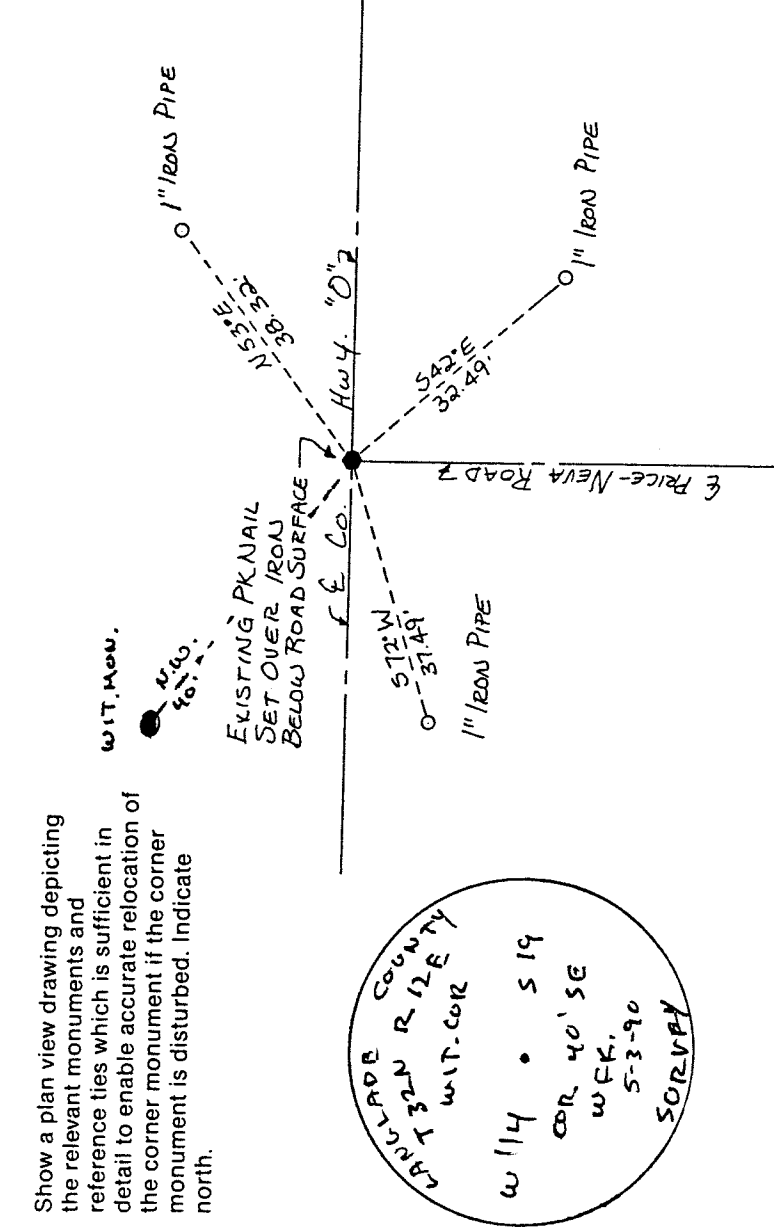 Show a plan view drawing depicting
the relevant monuments and
reference ties which is sufficient in
detail to enable accurate relocation of
the corner monument if the corner
monument is disturbed. Indicate
north.
WIT. MON.
N.W.
40'
EXISTING PK NAIL
SET OVER IRON
BELOW ROAD SURFACE
1" IRON PIPE
N53°E
38.32'
℄ Co. Hwy. "O"
S72°W
37.49'
1" IRON PIPE
S42°E
32.49'
1" IRON PIPE
℄ PRICE-NEVA ROAD
LANGLADE COUNTY
T32N R 12E
WIT. COR
W 1/4 • S 19
COR 40' SE
WFK.
5-3-90
SURVEY